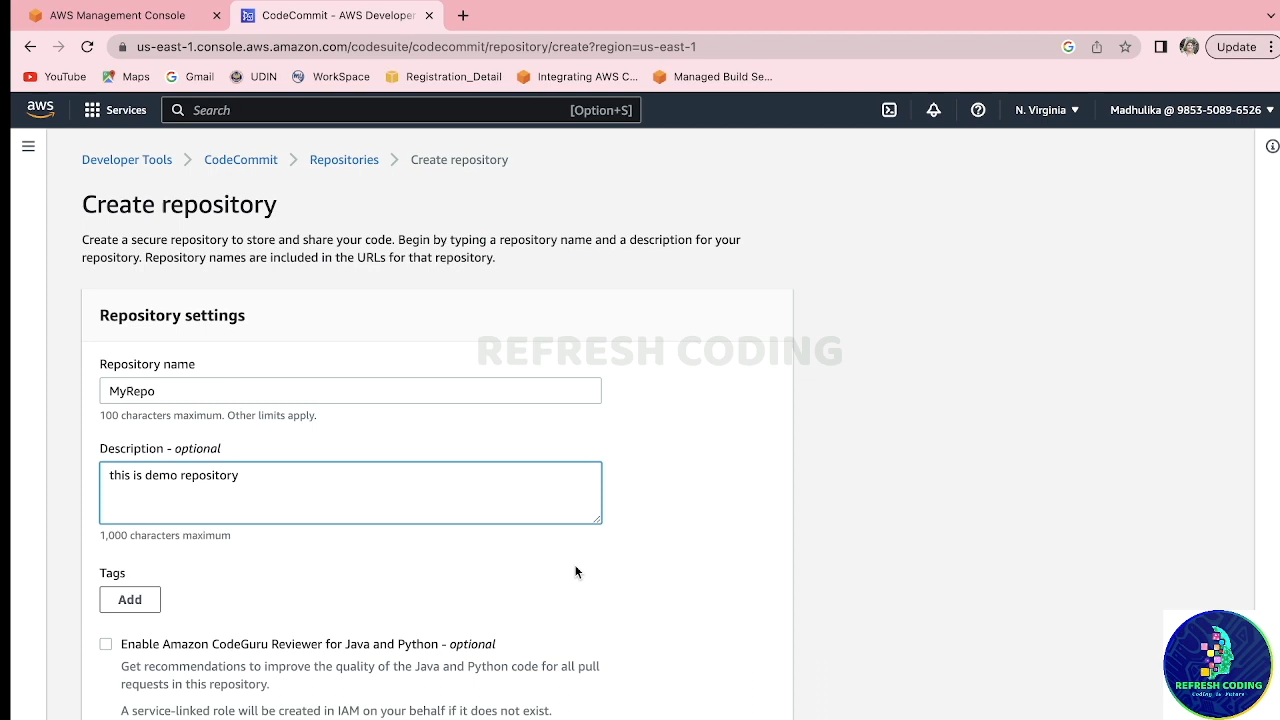 AWS Management Console
CodeCommit - AWS Developer
us-east-1.console.aws.amazon.com/codesuite/codecommit/repository/create?region=us-east-1
Update
YouTube
Maps
Gmail
UDIN
WorkSpace
Registration_Detail
Integrating AWS C...
Managed Build Se...
aws
Services
Search
[Option+S]
N. Virginia
Madhulika @ 9853-5089-6526
Developer Tools
CodeCommit
Repositories
Create repository
Create repository
Create a secure repository to store and share your code. Begin by typing a repository name and a description for your
repository. Repository names are included in the URLs for that repository.
Repository settings
REFRESH CODING
Repository name
MyRepo
100 characters maximum. Other limits apply.
Description - optional
this is demo repository
1,000 characters maximum
Tags
Add
Enable Amazon CodeGuru Reviewer for Java and Python - optional
Get recommendations to improve the quality of the Java and Python code for all pull
requests in this repository.
A service-linked role will be created in IAM on your behalf if it does not exist.
REFRESH CODING
Coding Is Future